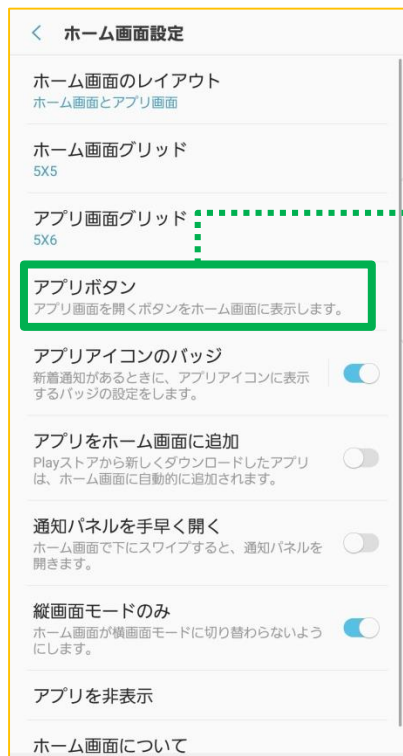 < ホーム画面設定
ホーム画面のレイアウト
ホーム画面とアプリ画面
ホーム画面グリッド
5X5
アプリ画面グリッド
5X6
アプリボタン
アプリ画面を開くボタンをホーム画面に表示します。
アプリアイコンのバッジ
新着通知があるときに、アプリアイコンに表示
するバッジの設定をします。
アプリをホーム画面に追加
Playストアから新しくダウンロードしたアプリ
は、ホーム画面に自動的に追加されます。
通知パネルを手早く開く
ホーム画面で下にスワイプすると、通知パネルを
開きます。
縦画面モードのみ
ホーム画面が横画面モードに切り替わらないよう
にします。
アプリを非表示
ホーム画面について